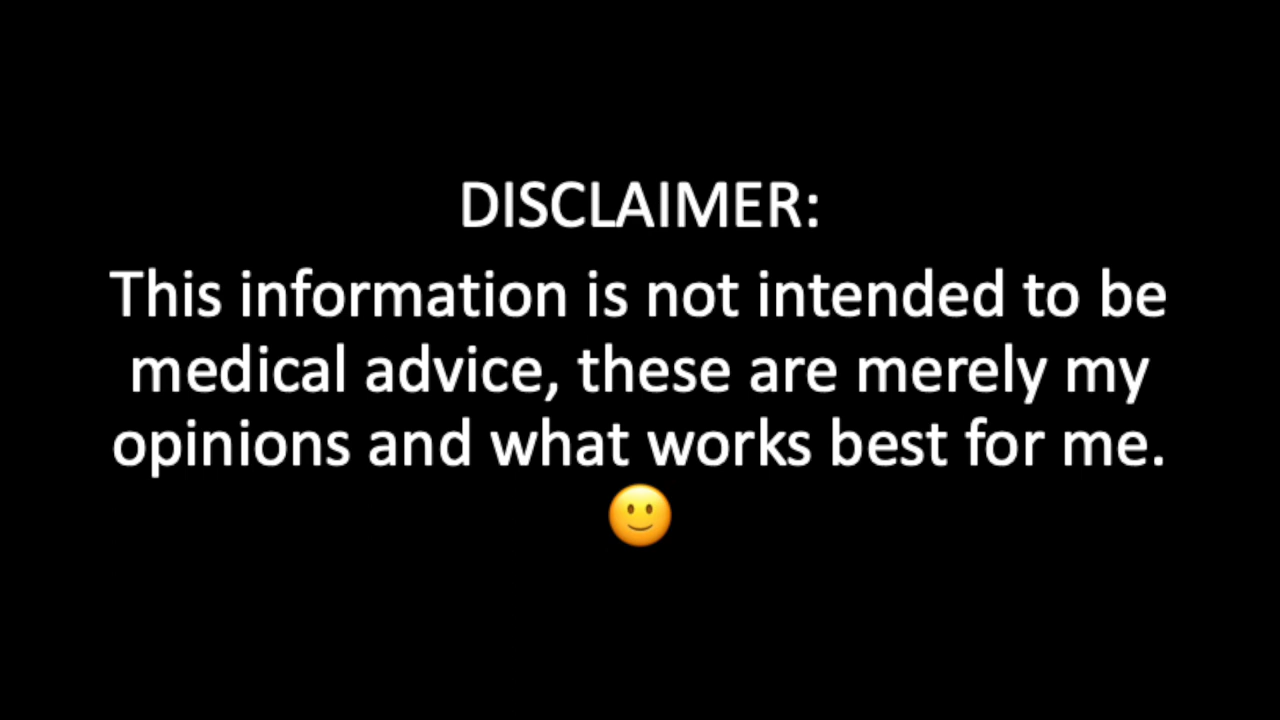 DISCLAIMER:
This information is not intended to be
medical advice, these are merely my
opinions and what works best for me.
🙂